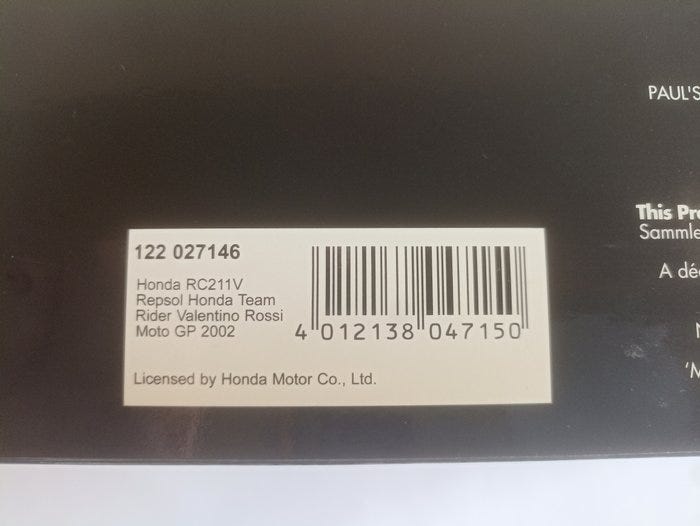 PAUL'S
This Pr
Sammle
A dé
122 027146
Honda RC211V
Repsol Honda Team
Rider Valentino Rossi
Moto GP 2002
4 012138 047150
Licensed by Honda Motor Co., Ltd.